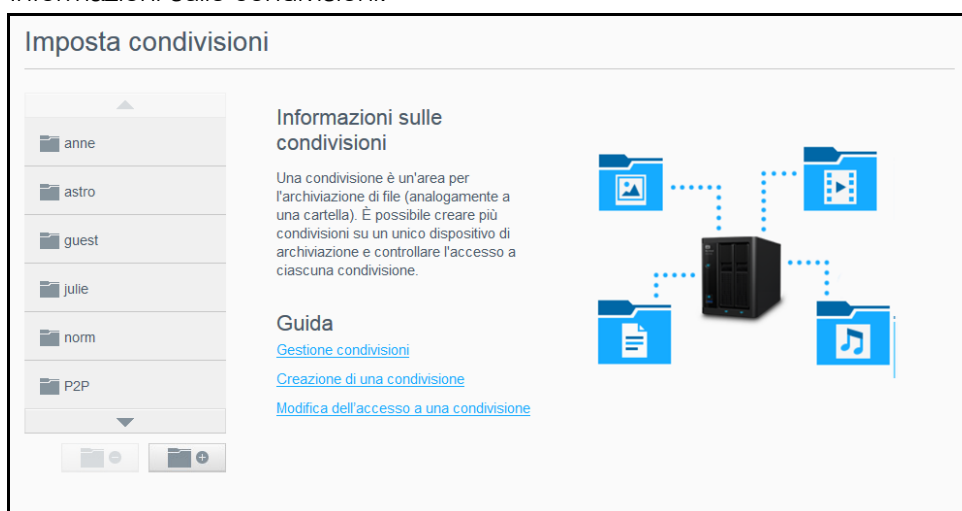 Imposta condivisioni
anne
astro
guest
julie
norm
P2P
Informazioni sulle
condivisioni
Una condivisione è un'area per
l'archiviazione di file (analogamente a
una cartella). È possibile creare più
condivisioni su un unico dispositivo di
archiviazione e controllare l'accesso a
ciascuna condivisione.
Guida
Gestione condivisioni
Creazione di una condivisione
Modifica dell'accesso a una condivisione